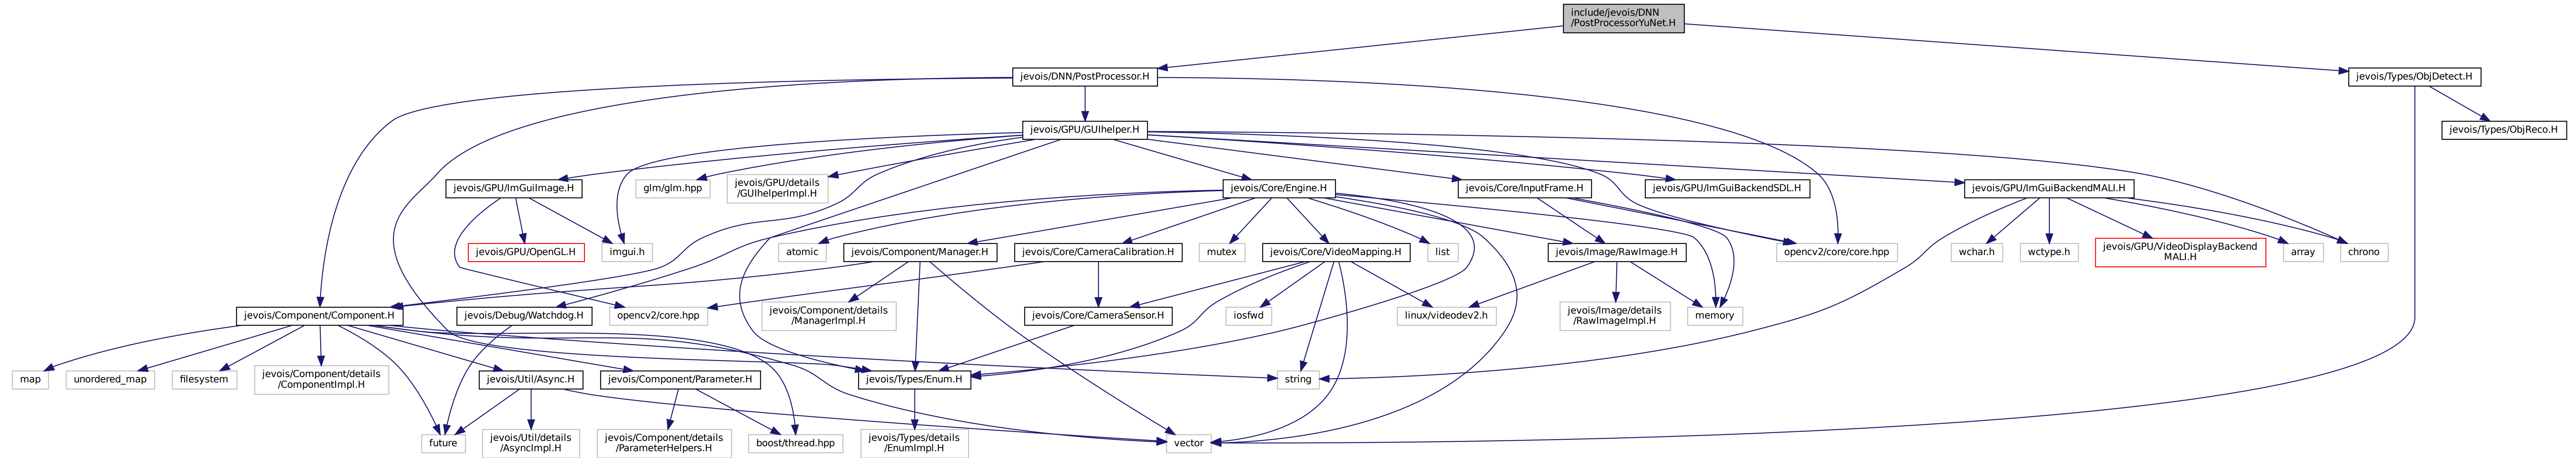 include/jevois/DNN
/PostProcessorYuNet.H
jevois/DNN/PostProcessor.H
jevois/Types/ObjDetect.H
jevois/GPU/GUIhelper.H
jevois/Types/ObjReco.H
jevois/GPU/ImGuiImage.H
glm/glm.hpp
jevois/GPU/details
/GUIhelperImpl.H
jevois/Core/Engine.H
jevois/Core/InputFrame.H
jevois/GPU/ImGuiBackendSDL.H
jevois/GPU/ImGuiBackendMALI.H
jevois/GPU/OpenGL.H
imgui.h
atomic
jevois/Component/Manager.H
jevois/Core/CameraCalibration.H
mutex
jevois/Core/VideoMapping.H
list
jevois/Image/RawImage.H
opencv2/core/core.hpp
wchar.h
wctype.h
jevois/GPU/VideoDisplayBackend
MALI.H
array
chrono
jevois/Component/Component.H
jevois/Debug/Watchdog.H
opencv2/core.hpp
jevois/Component/details
/ManagerImpl.H
jevois/Core/CameraSensor.H
iosfwd
linux/videodev2.h
jevois/Image/details
/RawImageImpl.H
memory
map
unordered_map
filesystem
jevois/Component/details
/ComponentImpl.H
jevois/Util/Async.H
jevois/Component/Parameter.H
jevois/Types/Enum.H
string
future
jevois/Util/details
/AsyncImpl.H
jevois/Component/details
/ParameterHelpers.H
boost/thread.hpp
jevois/Types/details
/EnumImpl.H
vector